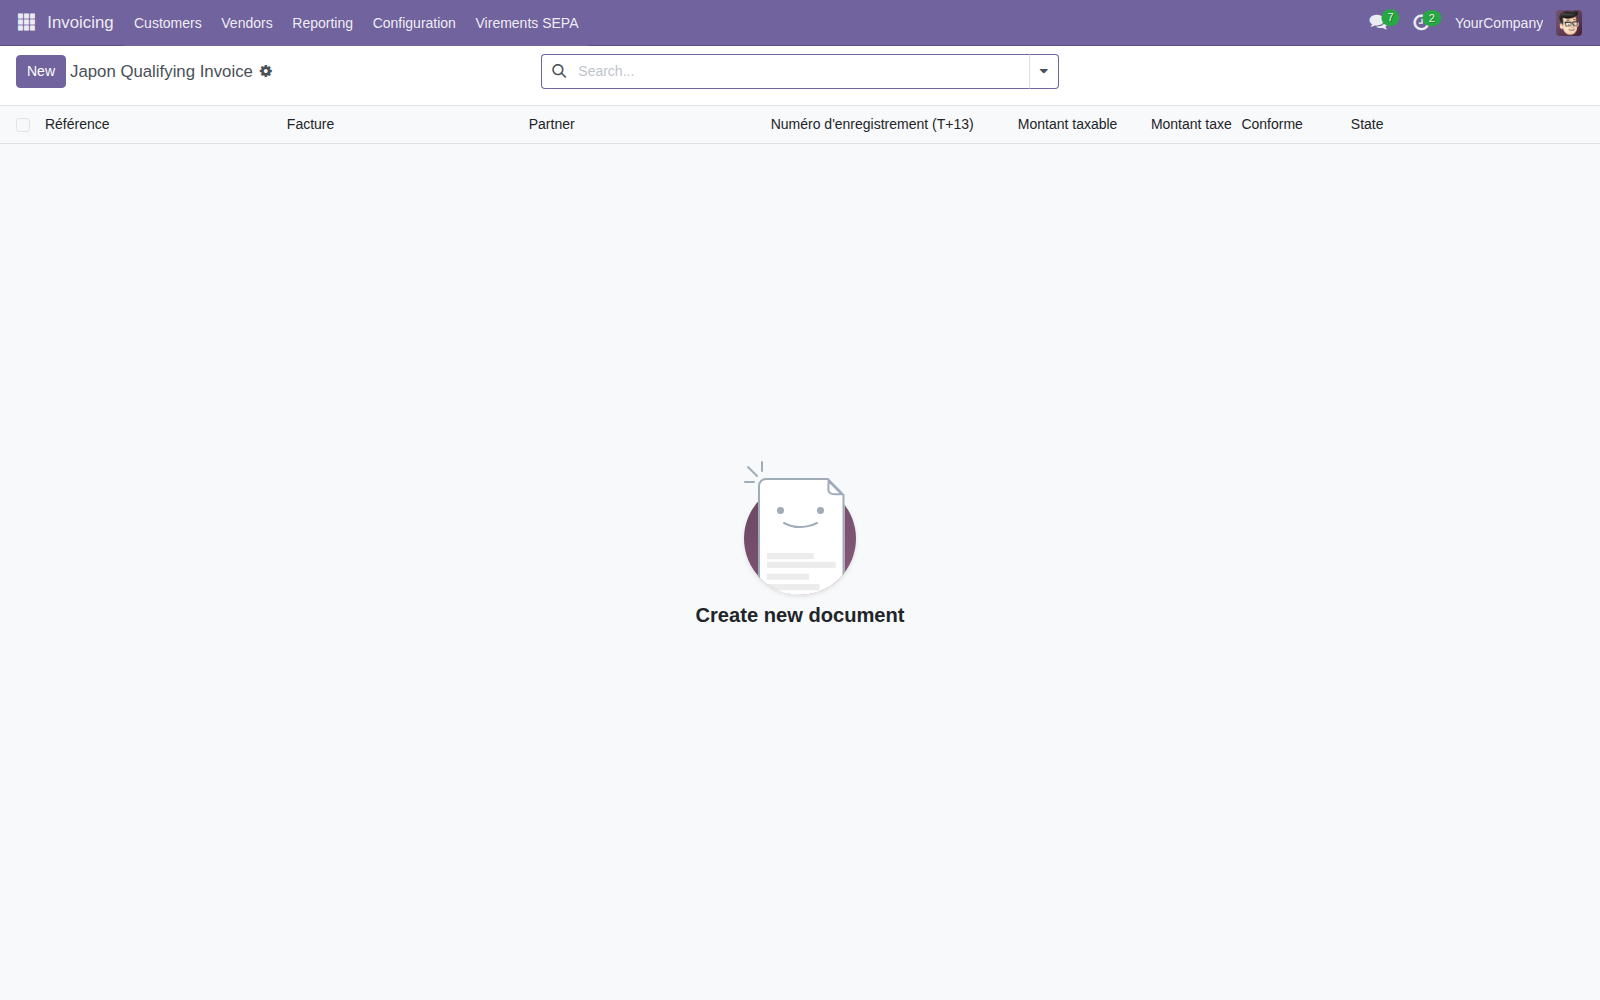 Invoicing Customers Vendors Reporting Configuration Virements SEPA 7 2 YourCompany
New Japon Qualifying Invoice Search...
Référence Facture Partner Numéro d'enregistrement (T+13) Montant taxable Montant taxe Conforme State
Create new document